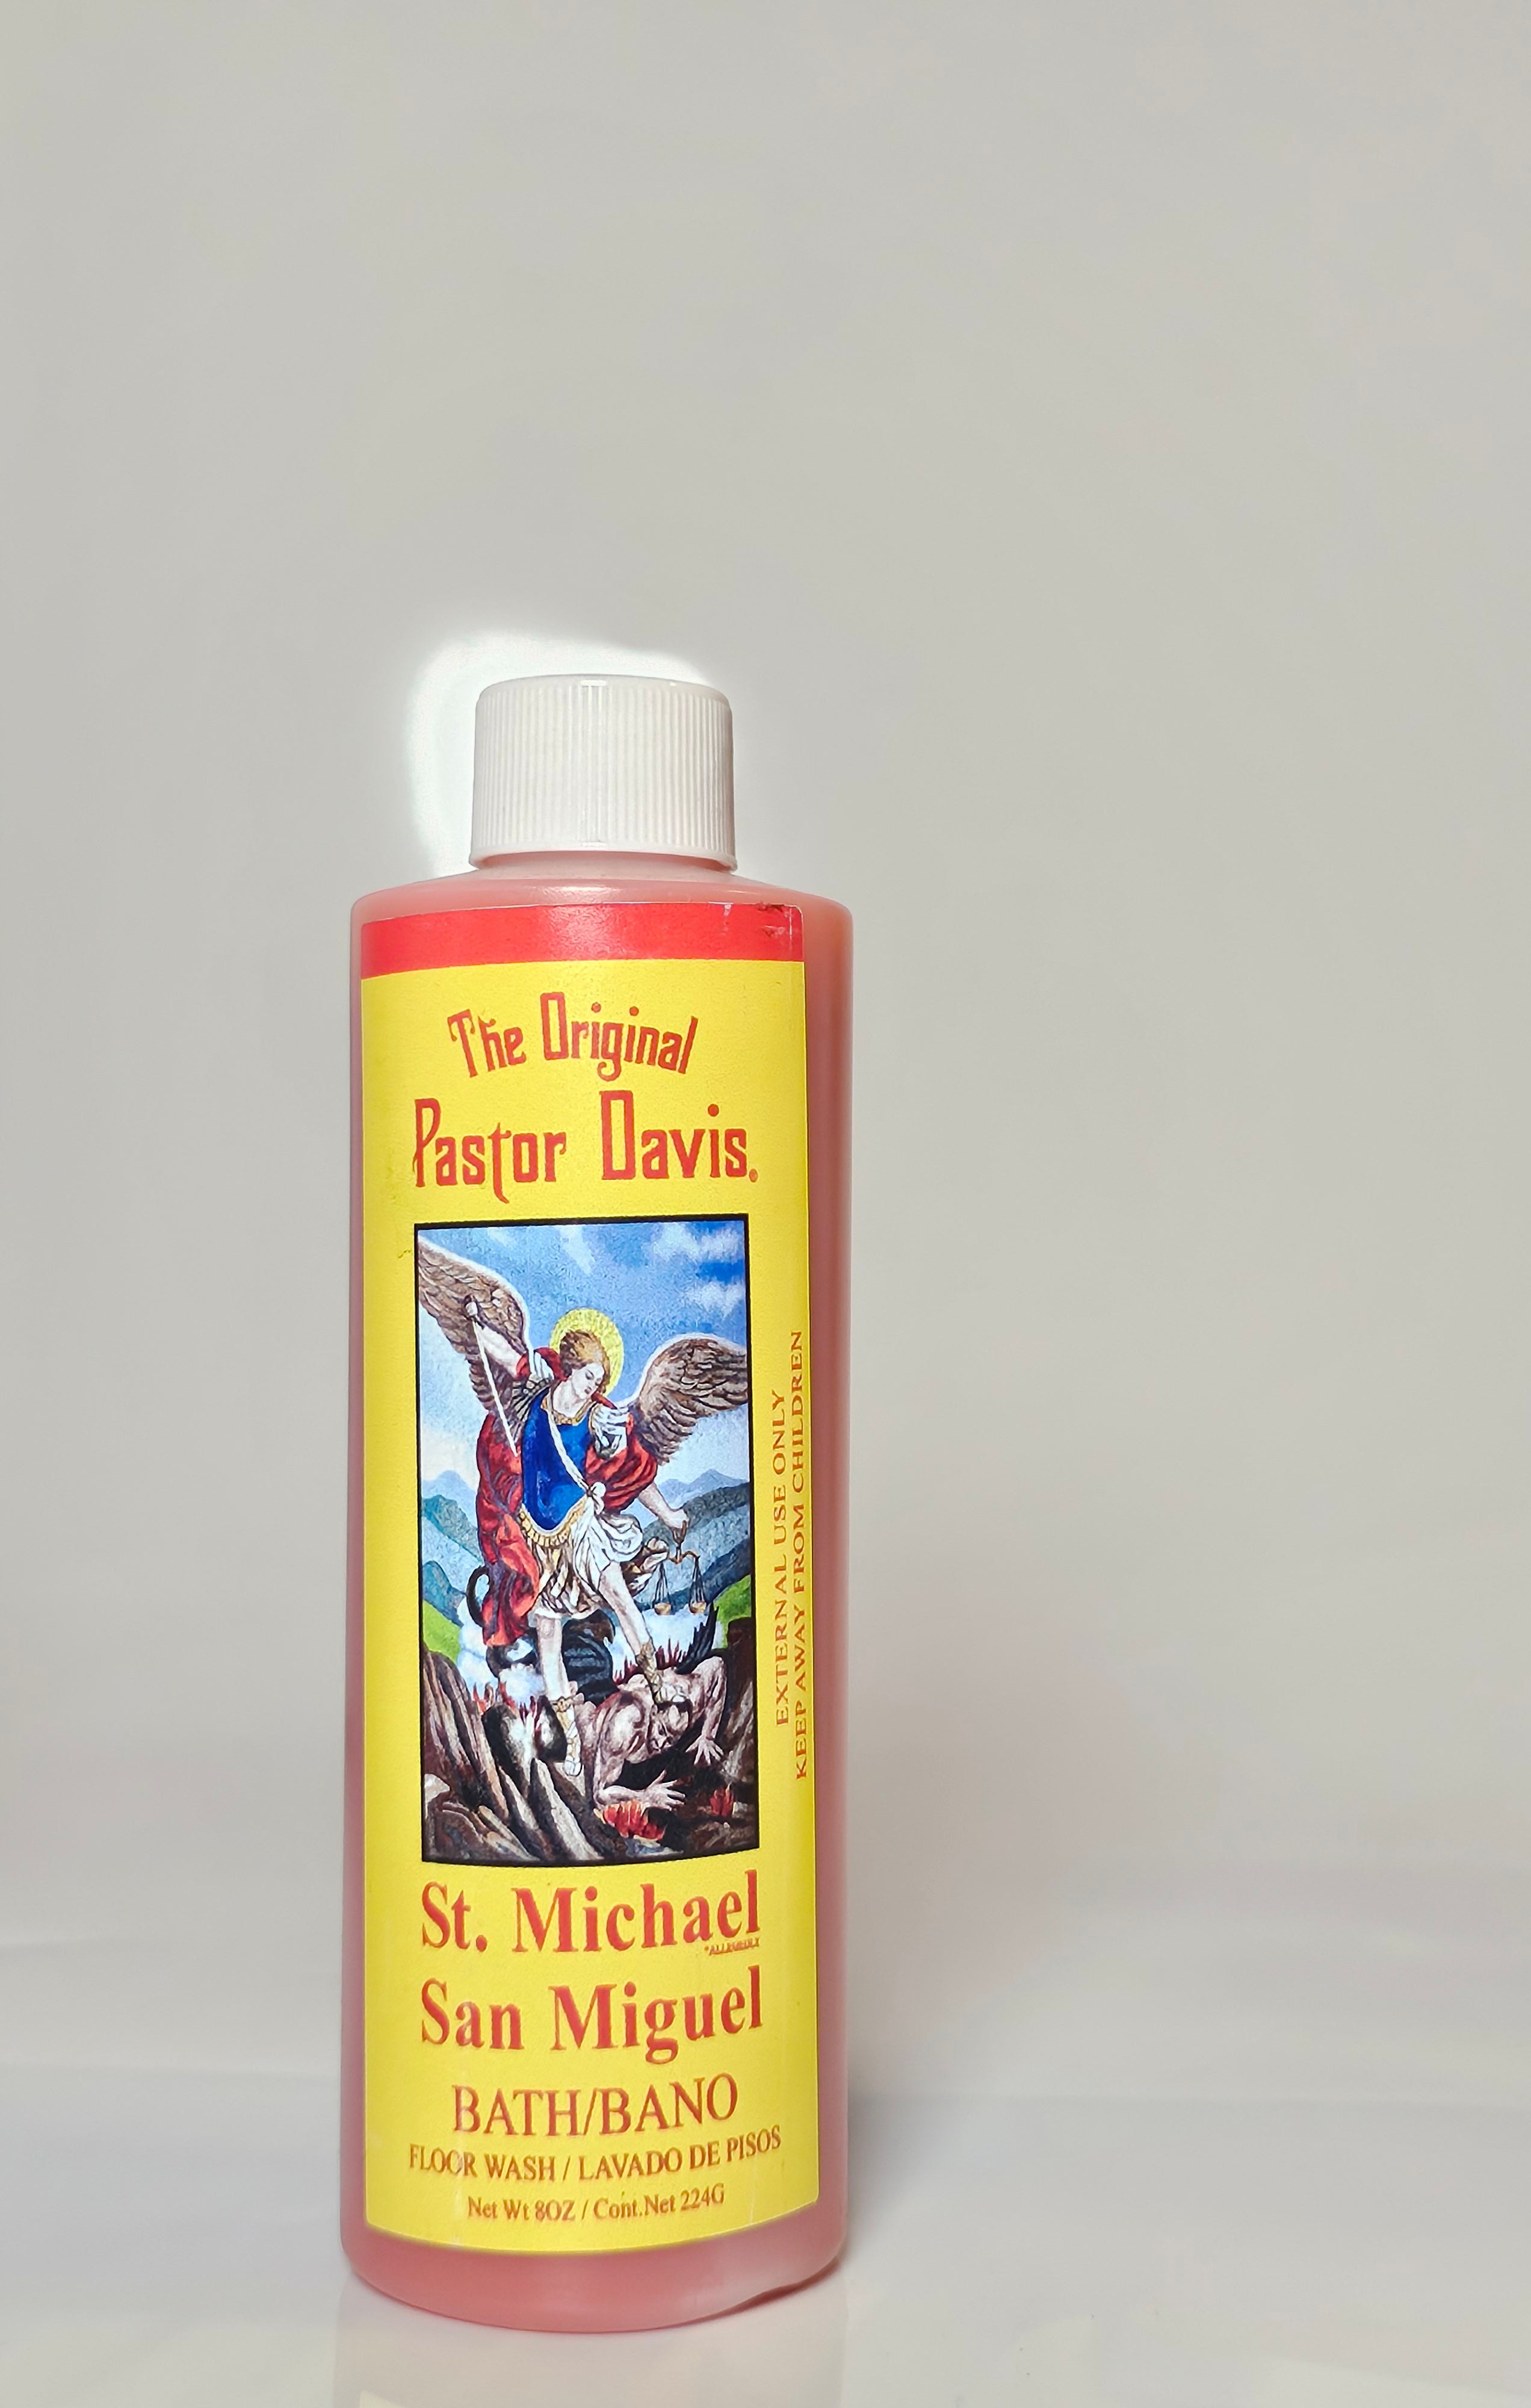 The Original
Pastor Davis.
EXTERNAL USE ONLY
KEEP AWAY FROM CHILDREN
St. Michael
*ALLEGEDLY
San Miguel
BATH/BANO
FLOOR WASH / LAVADO DE PISOS
Net Wt 8OZ / Cont.Net 224G